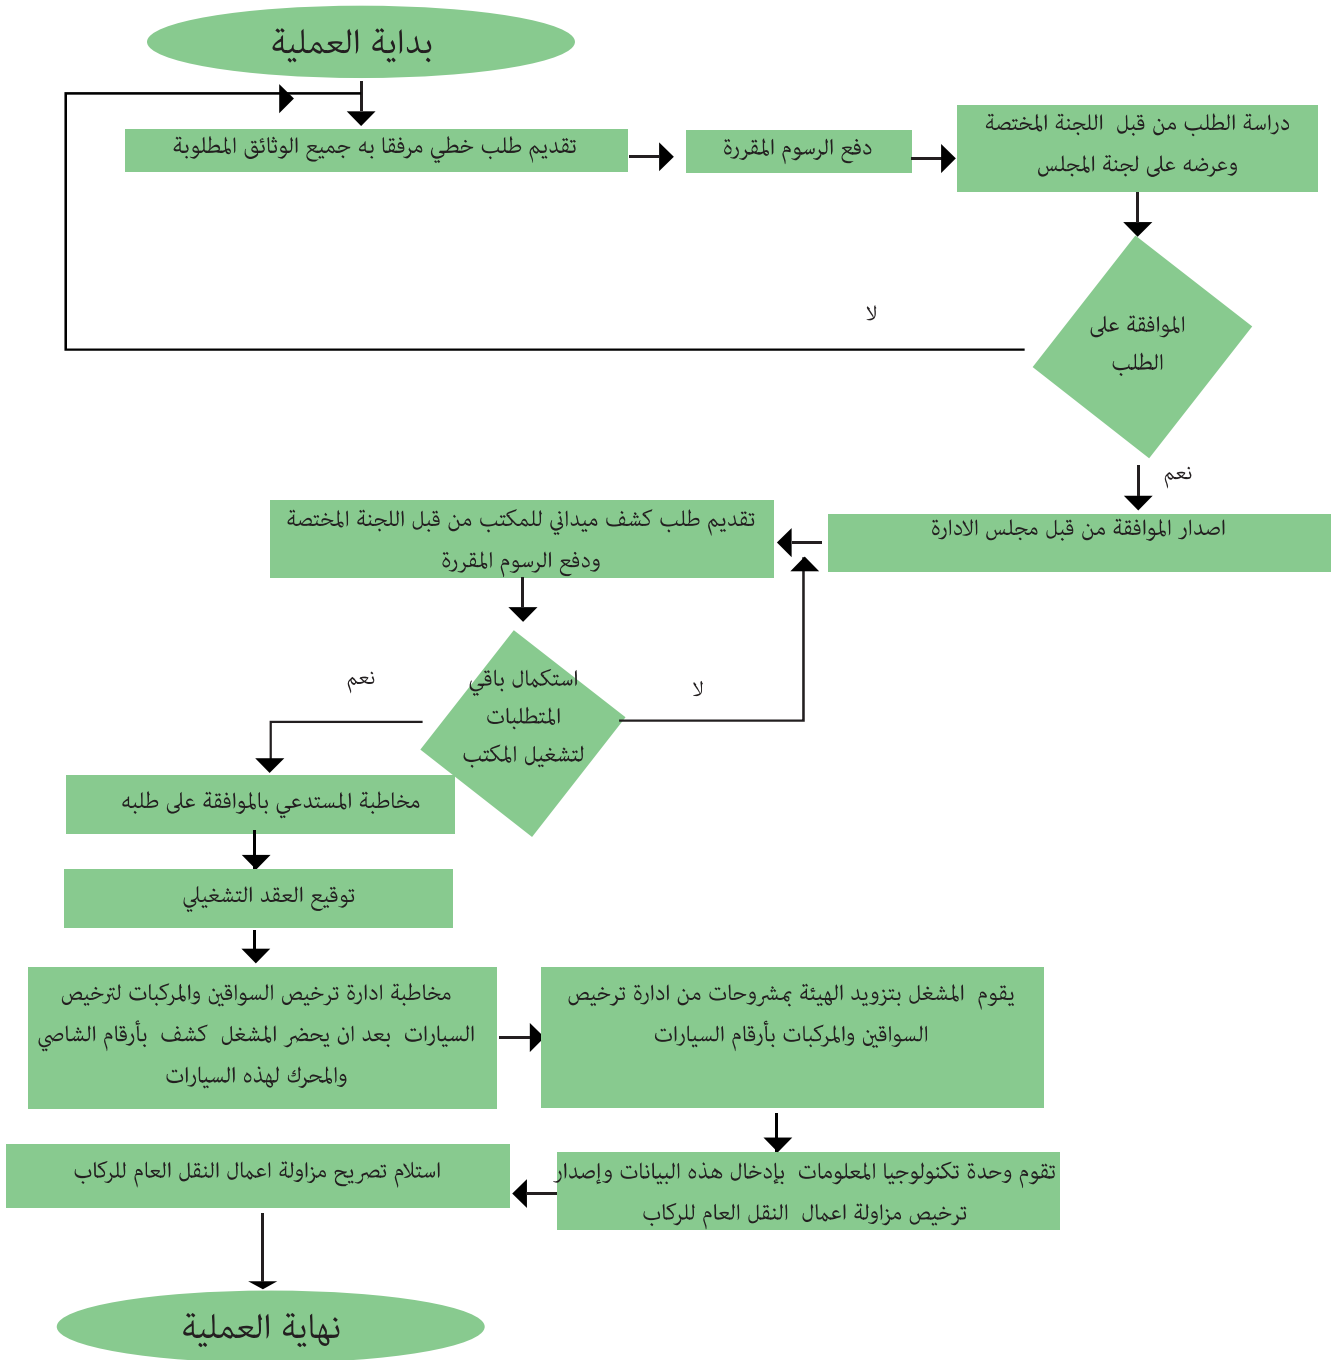 بداية العملية
تقديم طلب خطي مرفقا به جميع الوثائق المطلوبة
دفع الرسوم المقررة
دراسة الطلب من قبل اللجنة المختصة
وعرضه على لجنة المجلس
الموافقة على
الطلب
لا
نعم
اصدار الموافقة من قبل مجلس الادارة
تقديم طلب كشف ميداني للمكتب من قبل اللجنة المختصة
ودفع الرسوم المقررة
استكمال باقي
المتطلبات
لتشغيل المكتب
لا
نعم
مخاطبة المستدعي بالموافقة على طلبه
توقيع العقد التشغيلي
مخاطبة ادارة ترخيص السواقين والمركبات لترخيص
السيارات بعد ان يحضر المشغل كشف بأرقام الشاصي
والمحرك لهذه السيارات
يقوم المشغل بتزويد الهيئة بمشروحات من ادارة ترخيص
السواقين والمركبات بأرقام السيارات
تقوم وحدة تكنولوجيا المعلومات بإدخال هذه البيانات وإصدار
ترخيص مزاولة اعمال النقل العام للركاب
استلام تصريح مزاولة اعمال النقل العام للركاب
نهاية العملية